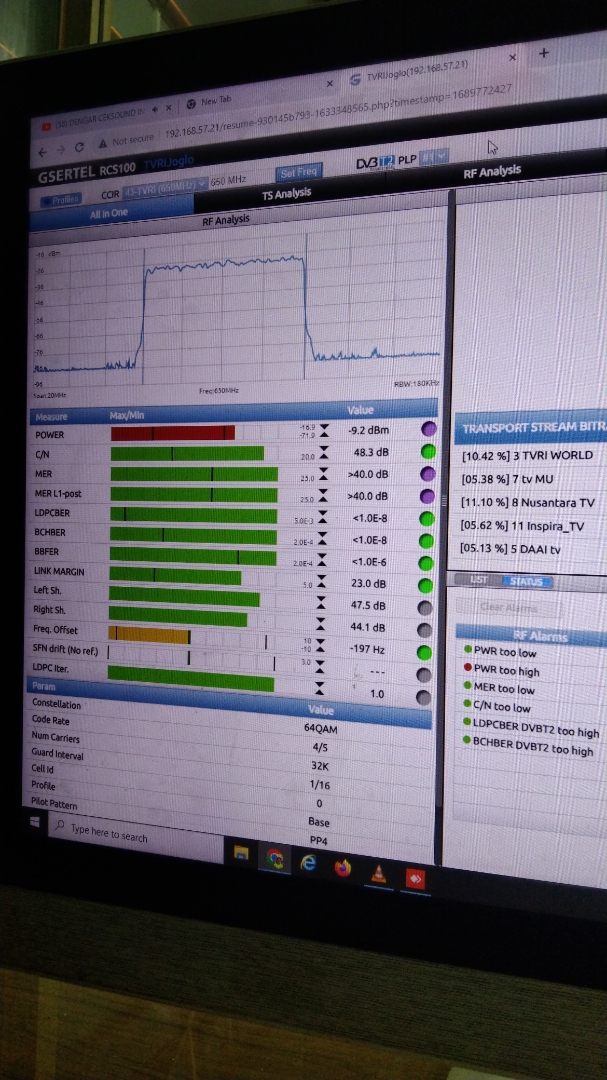 (50) DENGAR CEKSOUND
New Tab
TVRIJoglo(192.168.57.21)
Not secure | 192.168.57.21/resume-930145b793-1633348565.php?timestamp=1689772427
GSERTEL RCS100 TVRIJoglo
Profiles CCIR 43-TVRI (650MHz) 650 MHz Set Freq DVB T2 PLP
All in One TS Analysis RF Analysis
RF Analysis
dBm
Span:20MHz Freq:650MHz RBW:180KHz
Measure Max/Min Value
POWER -16.9 -71.9 -9.2 dBm
C/N 20.0 48.3 dB
MER 25.0 >40.0 dB
MER L1-post 25.0 >40.0 dB
LDPCBER 5.0E-3 <1.0E-8
BCHBER 2.0E-4 <1.0E-8
BBFER 2.0E-4 <1.0E-6
LINK MARGIN 5.0 23.0 dB
Left Sh. 47.5 dB
Right Sh. 44.1 dB
Freq. Offset 10 -10 -197 Hz
SFN drift (No ref.) 3.0 ---
LDPC Iter. 1.0
Param Value
Constellation 64QAM
Code Rate 4/5
Num Carriers 32K
Guard Interval 1/16
Cell Id 0
Profile Base
Pilot Pattern PP4
TRANSPORT STREAM BITRA
[10.42 %] 3 TVRI WORLD
[05.38 %] 7 tv MU
[11.10 %] 8 Nusantara TV
[05.62 %] 11 Inspira_TV
[05.13 %] 5 DAAI tv
LIST STATUS
Clear Alarms
RF Alarms
PWR too low
PWR too high
MER too low
C/N too low
LDPCBER DVBT2 too high
BCHBER DVBT2 too high
Type here to search